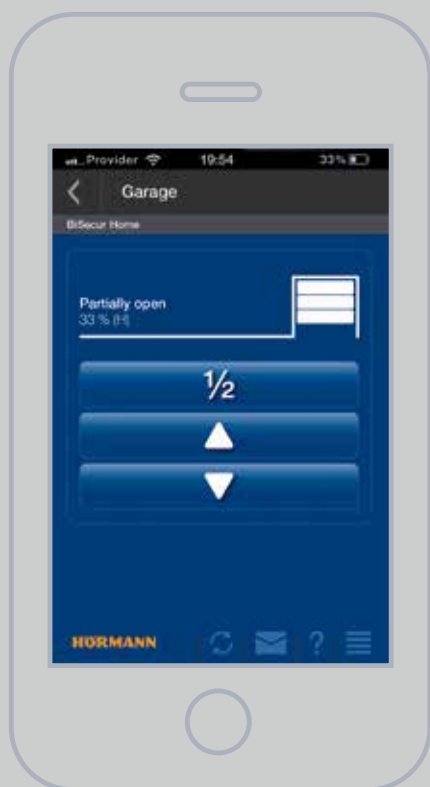 Provider 19:54 33%
Garage
BiSecur Home
Partially open
33 % (H)
1/2
HÖRMANN
?